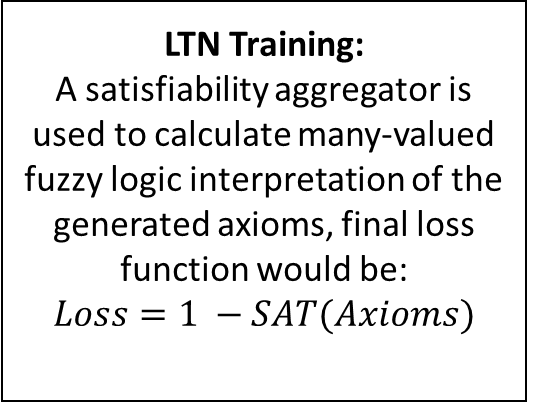 LTN Training:
A satisfiability aggregator is
used to calculate many-valued
fuzzy logic interpretation of the
generated axioms, final loss
function would be:
Loss = 1 − SAT(Axioms)